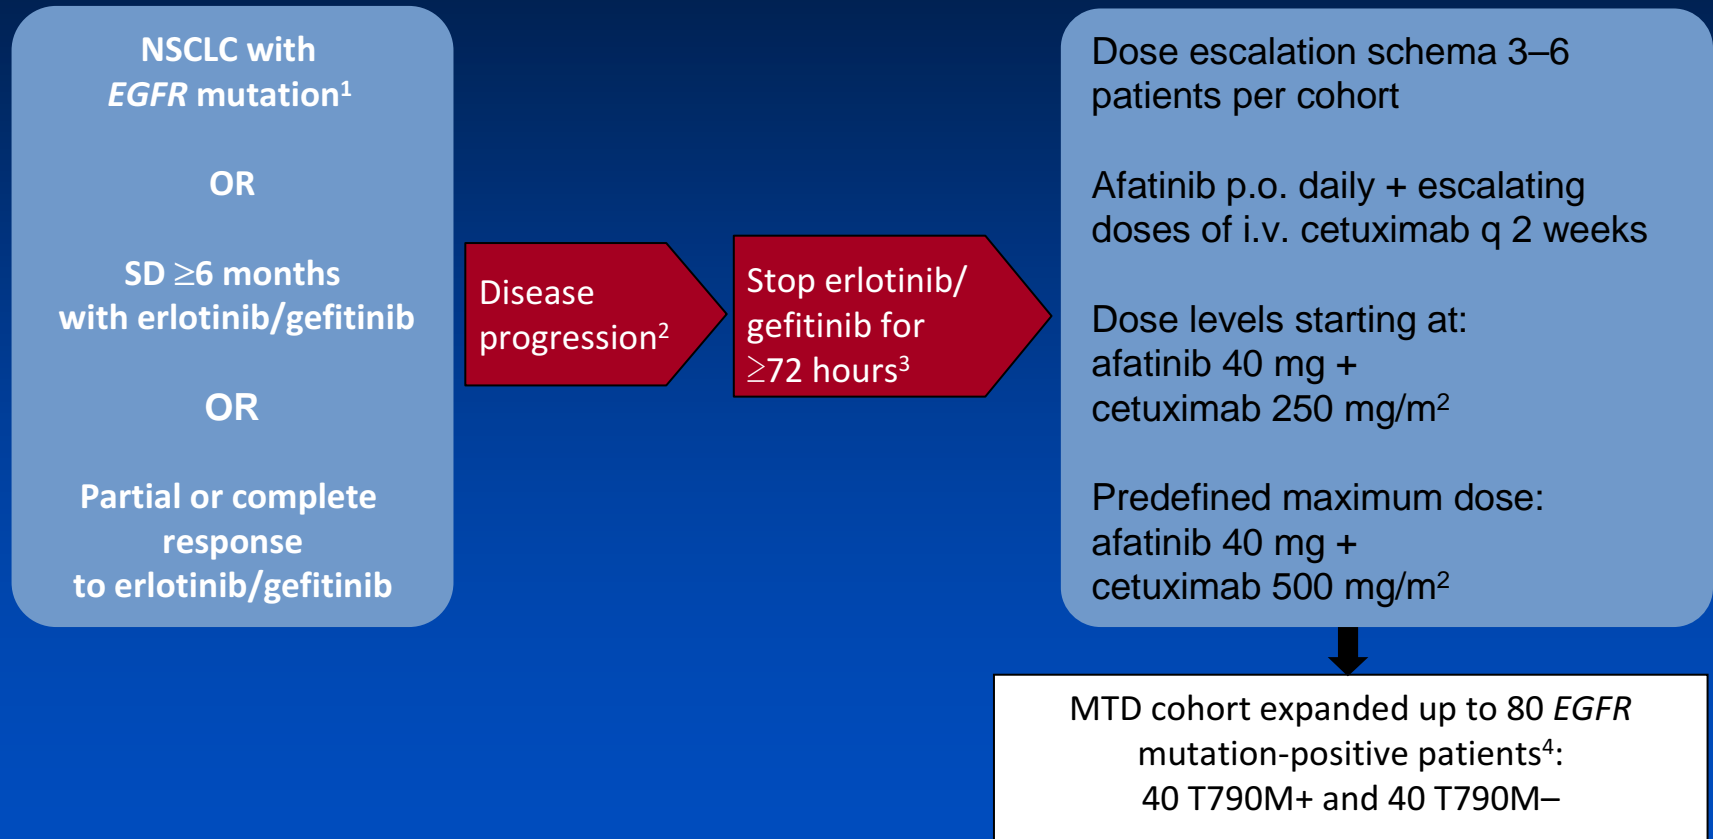 NSCLC with
EGFR mutation¹
OR
SD ≥6 months
with erlotinib/gefitinib
OR
Partial or complete
response
to erlotinib/gefitinib
Disease
progression²
Stop erlotinib/
gefitinib for
≥72 hours³
Dose escalation schema 3–6
patients per cohort
Afatinib p.o. daily + escalating
doses of i.v. cetuximab q 2 weeks
Dose levels starting at:
afatinib 40 mg +
cetuximab 250 mg/m²
Predefined maximum dose:
afatinib 40 mg +
cetuximab 500 mg/m²
MTD cohort expanded up to 80 EGFR
mutation-positive patients⁴:
40 T790M+ and 40 T790M–